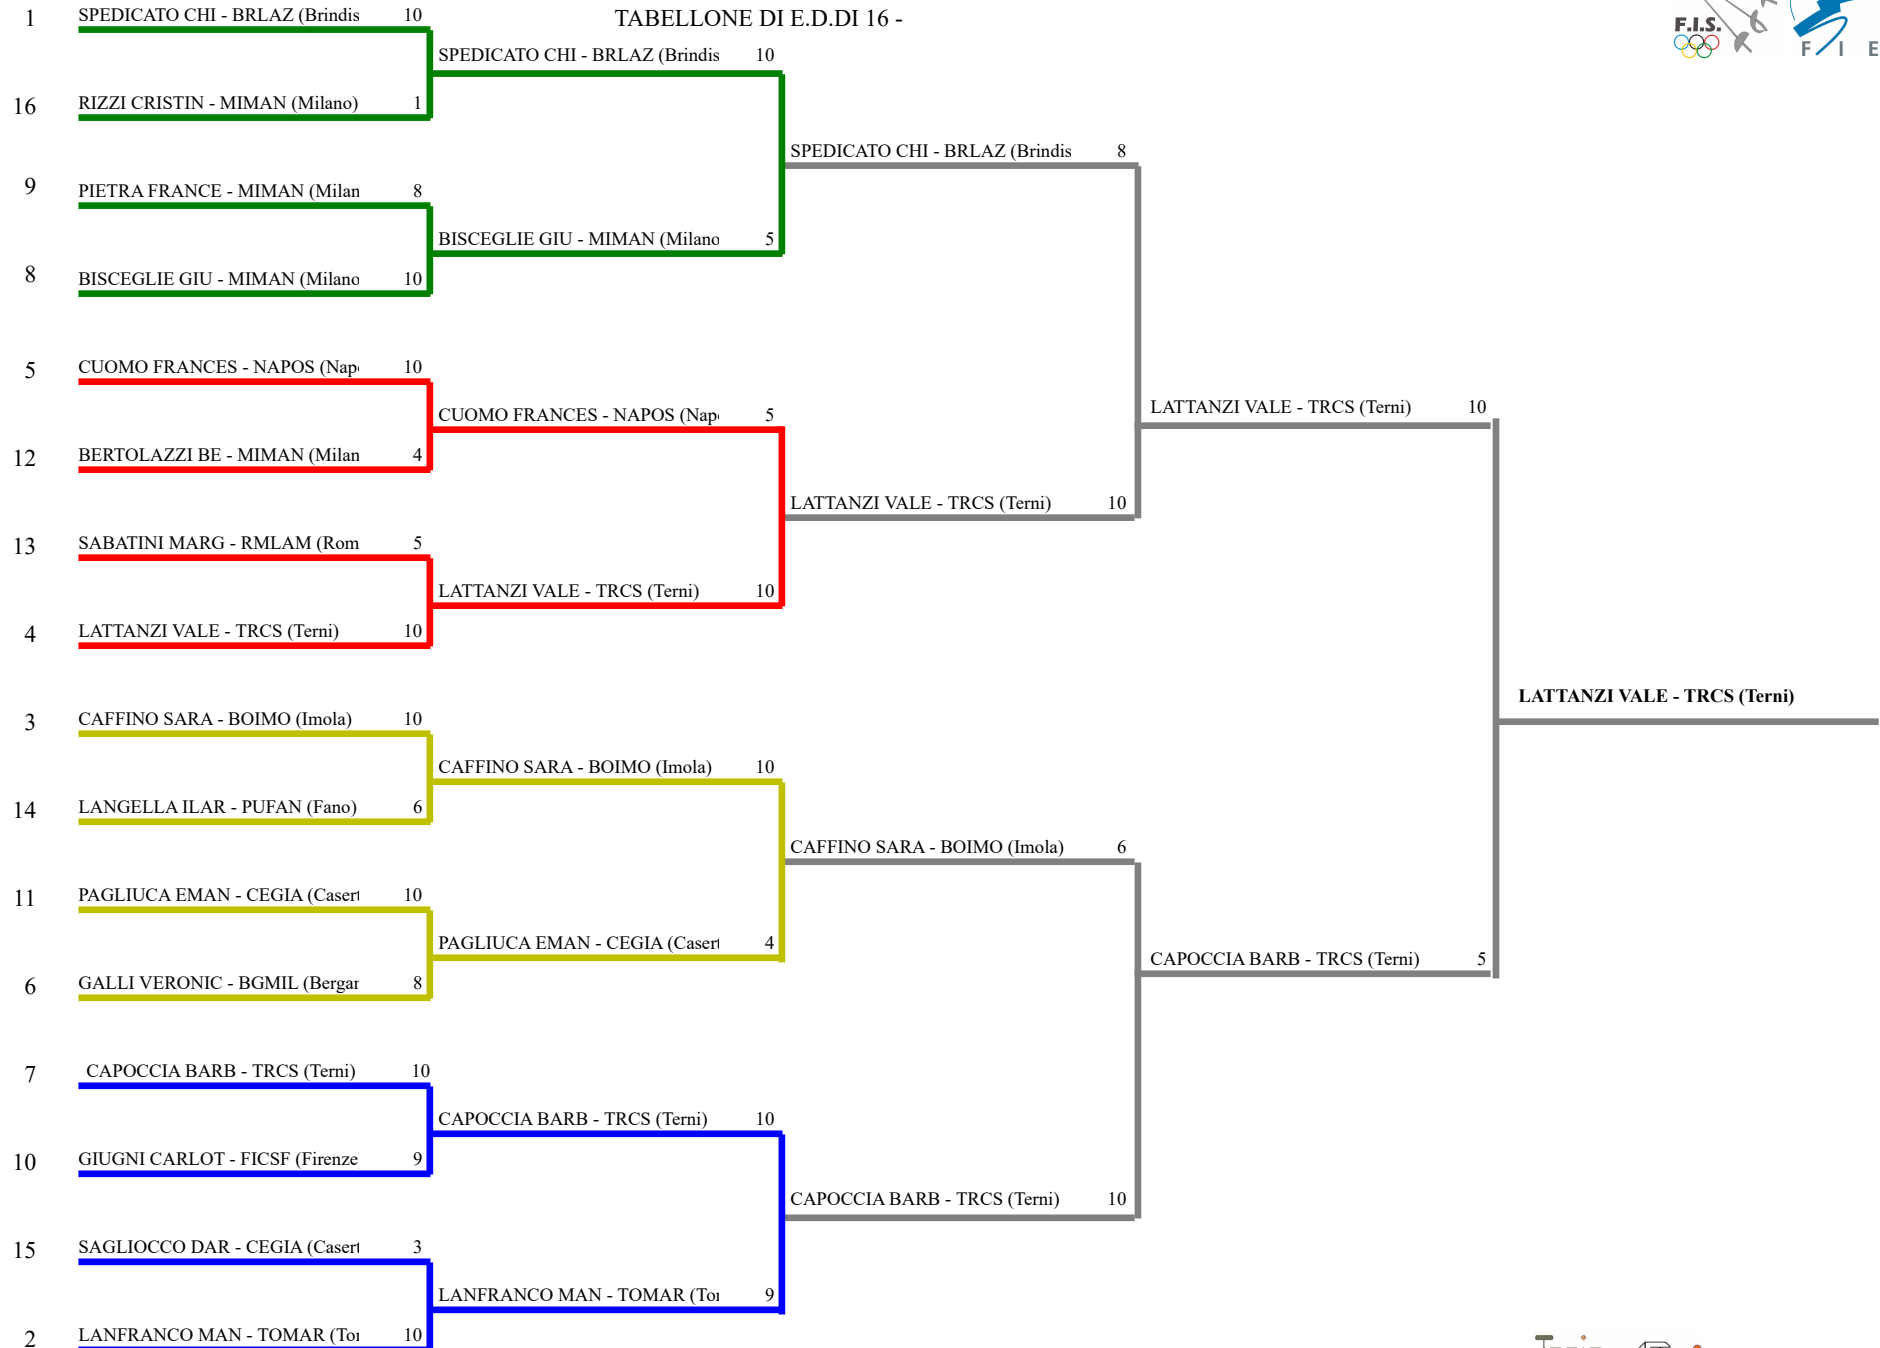 TABELLONE DI E.D.DI 16 -
F.I.S.
F I E
1 SPEDICATO CHI - BRLAZ (Brindis 10
SPEDICATO CHI - BRLAZ (Brindis 10
16 RIZZI CRISTIN - MIMAN (Milano) 1
SPEDICATO CHI - BRLAZ (Brindis 8
9 PIETRA FRANCE - MIMAN (Milan 8
BISCEGLIE GIU - MIMAN (Milano 5
8 BISCEGLIE GIU - MIMAN (Milano 10
5 CUOMO FRANCES - NAPOS (Nap 10
CUOMO FRANCES - NAPOS (Nap 5
LATTANZI VALE - TRCS (Terni) 10
12 BERTOLAZZI BE - MIMAN (Milan 4
LATTANZI VALE - TRCS (Terni) 10
13 SABATINI MARG - RMLAM (Rom 5
LATTANZI VALE - TRCS (Terni) 10
4 LATTANZI VALE - TRCS (Terni) 10
LATTANZI VALE - TRCS (Terni)
3 CAFFINO SARA - BOIMO (Imola) 10
CAFFINO SARA - BOIMO (Imola) 10
14 LANGELLA ILAR - PUFAN (Fano) 6
CAFFINO SARA - BOIMO (Imola) 6
11 PAGLIUCA EMAN - CEGIA (Casert 10
PAGLIUCA EMAN - CEGIA (Casert 4
CAPOCCIA BARB - TRCS (Terni) 5
6 GALLI VERONIC - BGMIL (Bergar 8
7 CAPOCCIA BARB - TRCS (Terni) 10
CAPOCCIA BARB - TRCS (Terni) 10
10 GIUGNI CARLOT - FICSF (Firenze 9
CAPOCCIA BARB - TRCS (Terni) 10
15 SAGLIOCCO DAR - CEGIA (Casert 3
LANFRANCO MAN - TOMAR (Tor 9
2 LANFRANCO MAN - TOMAR (Tor 10